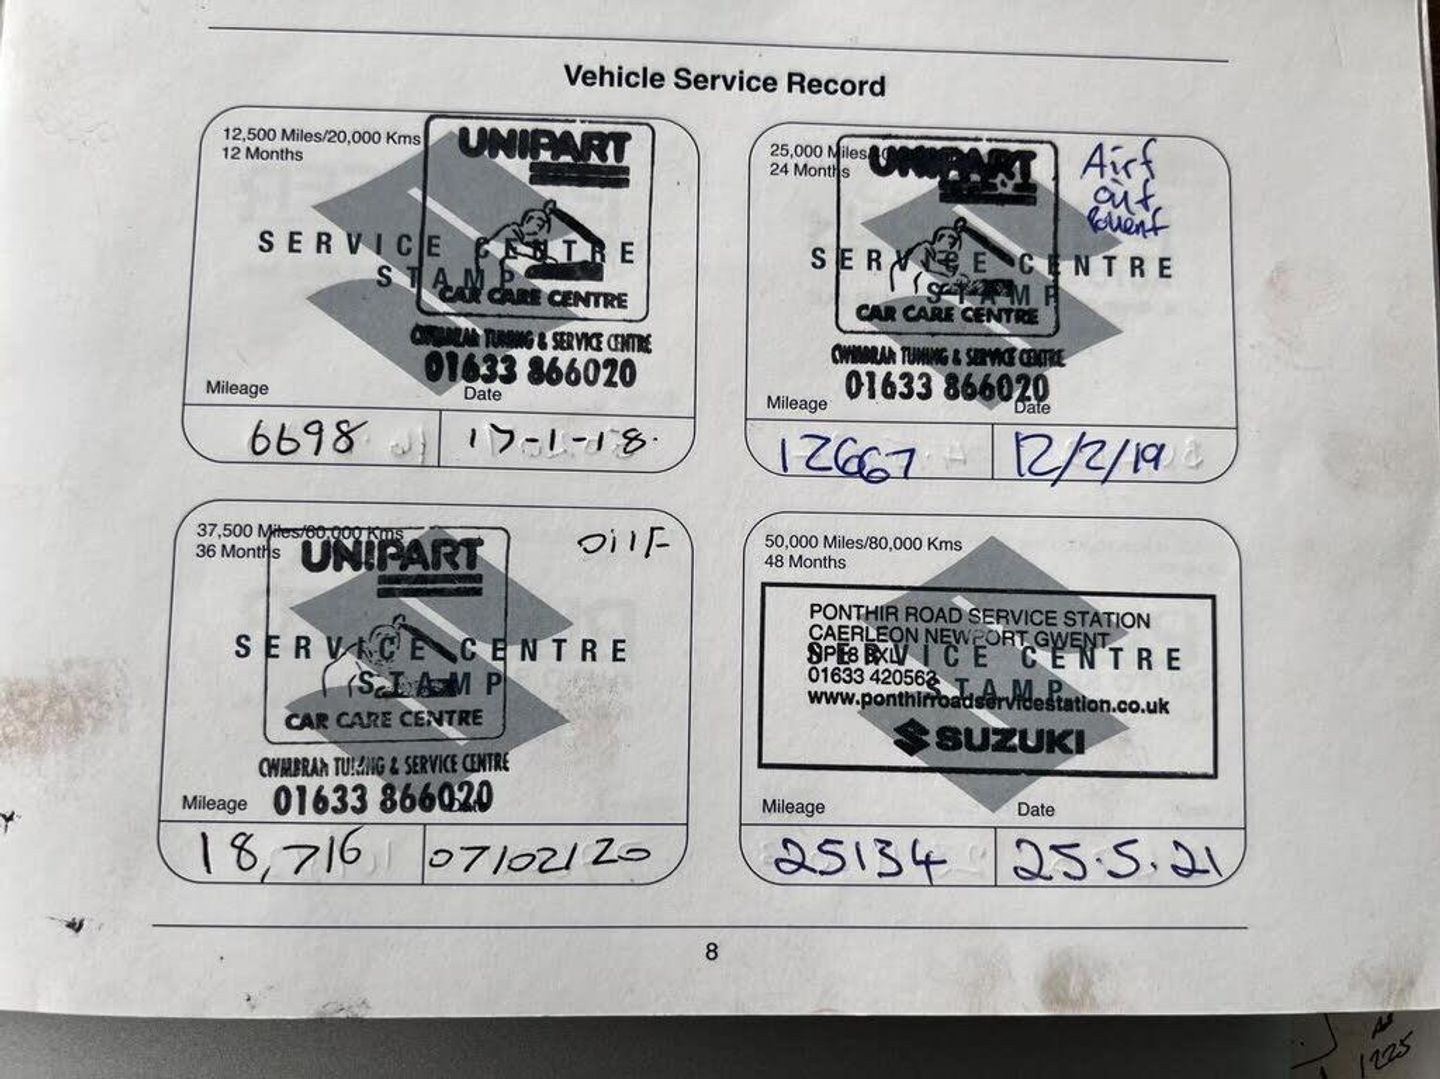 Vehicle Service Record
12,500 Miles/20,000 Kms
12 Months
UNIPART
SERVICE CENTRE
STAMP
CAR CARE CENTRE
CWMBRAN TUNING & SERVICE CENTRE
01633 866020
Mileage
Date
6698
17-1-18.
25,000 Miles
24 Months
UNIPART
Airf
oif
SERVICE CENTRE
STAMP
CAR CARE CENTRE
CWMBRAN TUNING & SERVICE CENTRE
01633 866020
Mileage
Date
12667
12/2/19
37,500 Miles/60,000 Kms
36 Months
UNIPART
OilF
SERVICE CENTRE
STAMP
CAR CARE CENTRE
CWMBRAN TUNING & SERVICE CENTRE
01633 866020
Mileage
Date
18,716
07/02/20
50,000 Miles/80,000 Kms
48 Months
PONTHIR ROAD SERVICE STATION
CAERLEON NEWPORT GWENT
SERVICE CENTRE
01633 420563
STAMP
www.ponthirroadservicestation.co.uk
SUZUKI
Mileage
Date
25134
25.5.21
8
1225